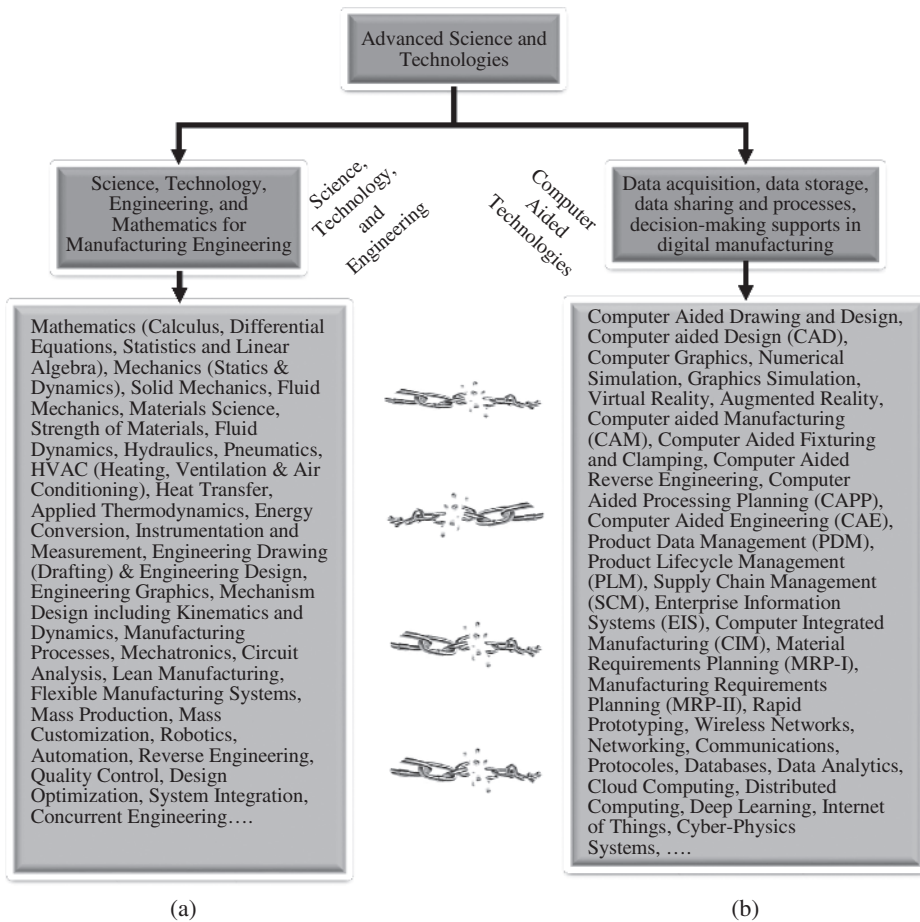 Advanced Science and
Technologies
Science, Technology,
Engineering, and
Mathematics for
Manufacturing Engineering
Science,
Technology,
and
Engineering
Computer
Aided
Technologies
Data acquisition, data storage,
data sharing and processes,
decision-making supports in
digital manufacturing
Mathematics (Calculus, Differential
Equations, Statistics and Linear
Algebra), Mechanics (Statics &
Dynamics), Solid Mechanics, Fluid
Mechanics, Materials Science,
Strength of Materials, Fluid
Dynamics, Hydraulics, Pneumatics,
HVAC (Heating, Ventilation & Air
Conditioning), Heat Transfer,
Applied Thermodynamics, Energy
Conversion, Instrumentation and
Measurement, Engineering Drawing
(Drafting) & Engineering Design,
Engineering Graphics, Mechanism
Design including Kinematics and
Dynamics, Manufacturing
Processes, Mechatronics, Circuit
Analysis, Lean Manufacturing,
Flexible Manufacturing Systems,
Mass Production, Mass
Customization, Robotics,
Automation, Reverse Engineering,
Quality Control, Design
Optimization, System Integration,
Concurrent Engineering….
Computer Aided Drawing and Design,
Computer aided Design (CAD),
Computer Graphics, Numerical
Simulation, Graphics Simulation,
Virtual Reality, Augmented Reality,
Computer aided Manufacturing
(CAM), Computer Aided Fixturing
and Clamping, Computer Aided
Reverse Engineering, Computer
Aided Processing Planning (CAPP),
Computer Aided Engineering (CAE),
Product Data Management (PDM),
Product Lifecycle Management
(PLM), Supply Chain Management
(SCM), Enterprise Information
Systems (EIS), Computer Integrated
Manufacturing (CIM), Material
Requirements Planning (MRP-I),
Manufacturing Requirements
Planning (MRP-II), Rapid
Prototyping, Wireless Networks,
Networking, Communications,
Protocoles, Databases, Data Analytics,
Cloud Computing, Distributed
Computing, Deep Learning, Internet
of Things, Cyber-Physics
Systems, ….
(a)
(b)